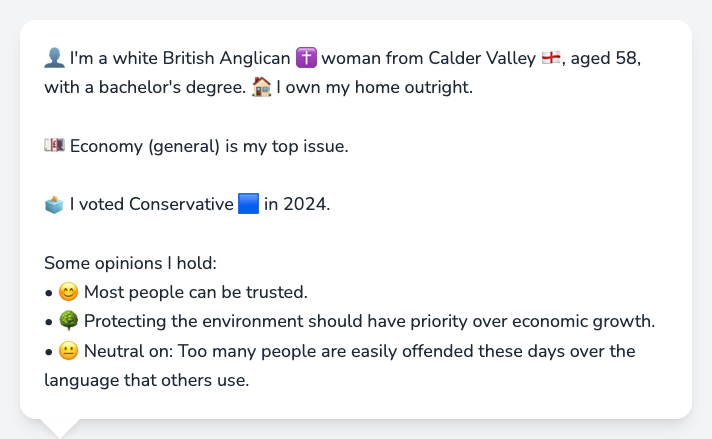 👤 I'm a white British Anglican ✝️ woman from Calder Valley 🏴󠁧󠁢󠁥󠁮󠁧󠁿, aged 58,
with a bachelor's degree. 🏠 I own my home outright.
💷 Economy (general) is my top issue.
🗳️ I voted Conservative 🟦 in 2024.
Some opinions I hold:
• 😊 Most people can be trusted.
• 🌳 Protecting the environment should have priority over economic growth.
• 😐 Neutral on: Too many people are easily offended these days over the
language that others use.